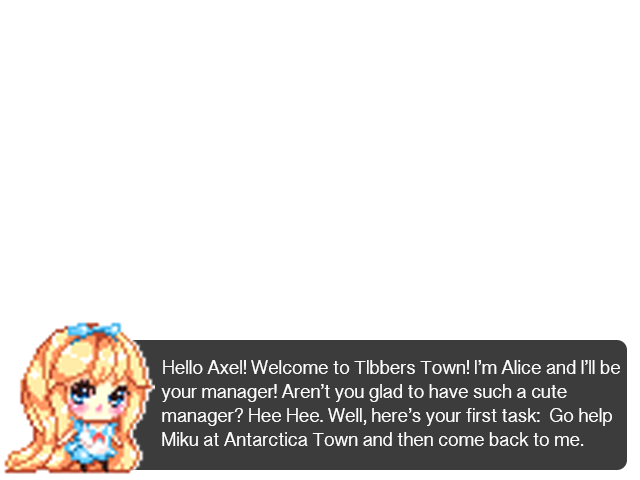 Hello Axel! Welcome to TIbbers Town! I’m Alice and I’ll be
your manager! Aren’t you glad to have such a cute
manager? Hee Hee. Well, here’s your first task:  Go help
Miku at Antarctica Town and then come back to me.